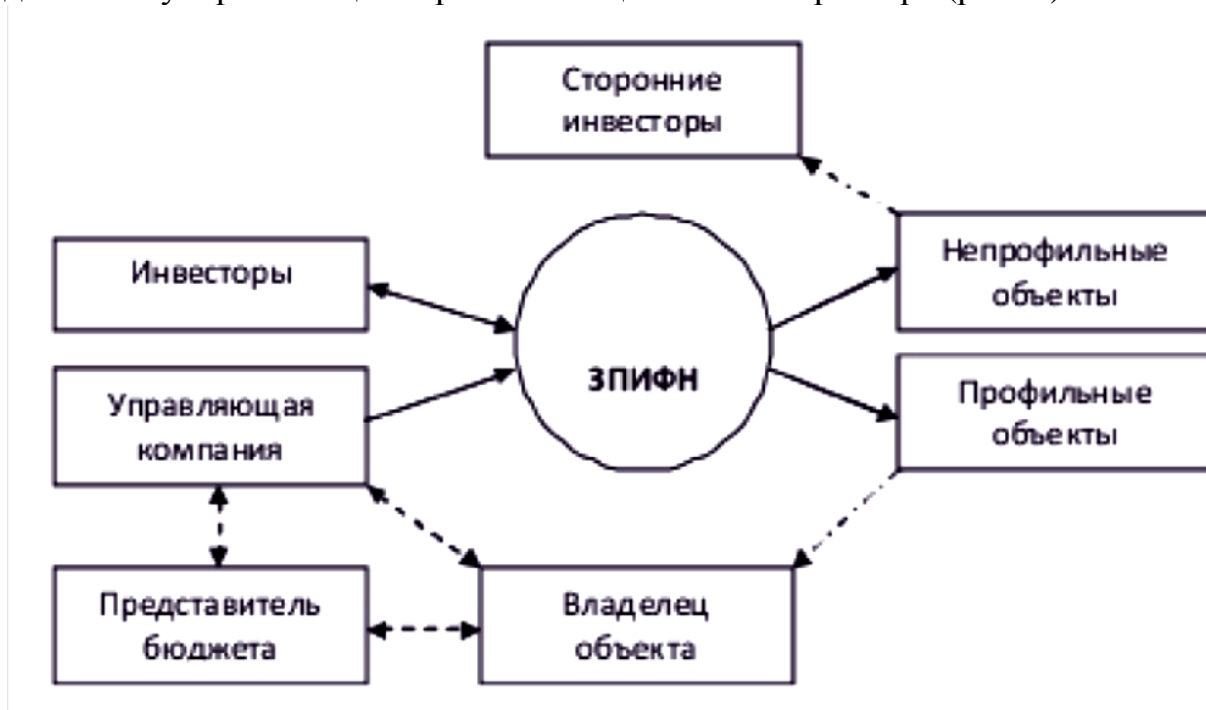 Сторонние
инвесторы
Инвесторы
Непрофильные
объекты
ЗПИФН
Управляющая
компания
Профильные
объекты
Представитель
бюджета
Владелец
объекта